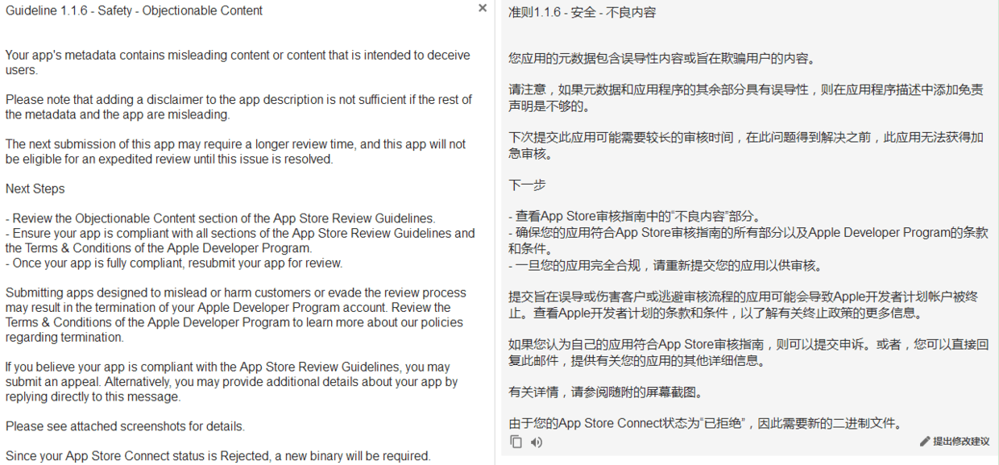 Guideline 1.1.6 - Safety - Objectionable Content
Your app's metadata contains misleading content or content that is intended to deceive
users.
Please note that adding a disclaimer to the app description is not sufficient if the rest of
the metadata and the app are misleading.
The next submission of this app may require a longer review time, and this app will not
be eligible for an expedited review until this issue is resolved.
Next Steps
- Review the Objectionable Content section of the App Store Review Guidelines.
- Ensure your app is compliant with all sections of the App Store Review Guidelines and
the Terms & Conditions of the Apple Developer Program.
- Once your app is fully compliant, resubmit your app for review.
Submitting apps designed to mislead or harm customers or evade the review process
may result in the termination of your Apple Developer Program account. Review the
Terms & Conditions of the Apple Developer Program to learn more about our policies
regarding termination.
If you believe your app is compliant with the App Store Review Guidelines, you may
submit an appeal. Alternatively, you may provide additional details about your app by
replying directly to this message.
Please see attached screenshots for details.
Since your App Store Connect status is Rejected, a new binary will be required.
准则1.1.6 - 安全 - 不良内容
您应用的元数据包含误导性内容或旨在欺骗用户的内容。
请注意，如果元数据和应用程序的其余部分具有误导性，则在应用程序描述中添加免责
声明是不够的。
下次提交此应用可能需要较长的审核时间，在此问题得到解决之前，此应用无法获得加
急审核。
下一步
- 查看App Store审核指南中的“不良内容”部分。
- 确保您的应用符合App Store审核指南的所有部分以及Apple Developer Program的条款
和条件。
- 一旦您的应用完全合规，请重新提交您的应用以供审核。
提交旨在误导或伤害客户或逃避审核流程的应用可能会导致Apple开发者计划帐户被终
止。查看Apple开发者计划的条款和条件，以了解有关终止政策的更多信息。
如果您认为自己的应用符合App Store审核指南，则可以提交申诉。或者，您可以直接回
复此邮件，提供有关您的应用的其他详细信息。
有关详情，请参阅随附的屏幕截图。
由于您的App Store Connect状态为“已拒绝”，因此需要新的二进制文件。
提出修改建议